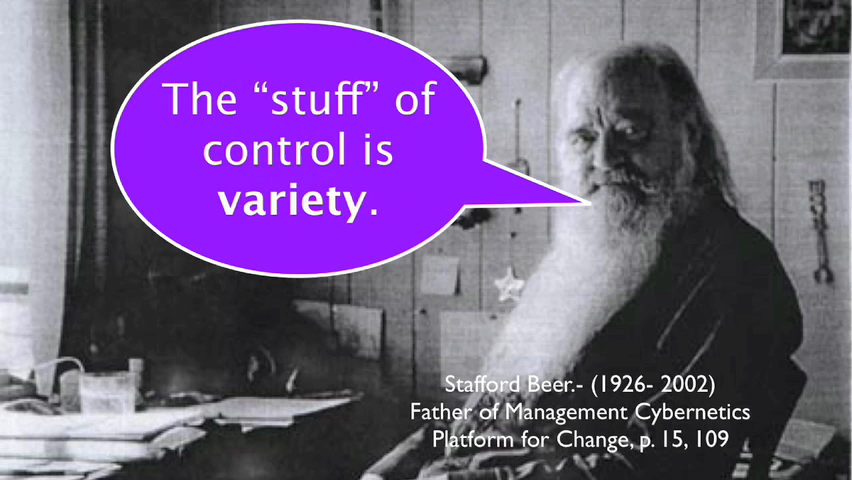 The “stuff” of
control is
variety.
Stafford Beer.- (1926- 2002)
Father of Management Cybernetics
Platform for Change, p. 15, 109